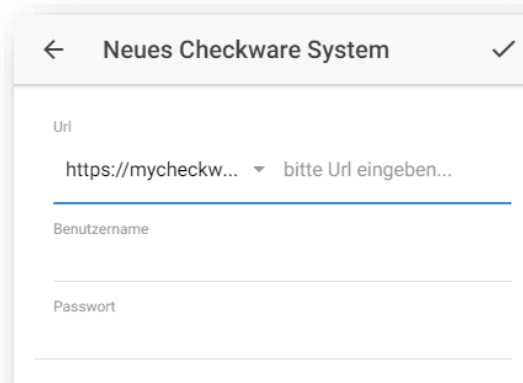 Neues Checkware System
Url
https://mycheckw... bitte Url eingeben...
Benutzername
Passwort